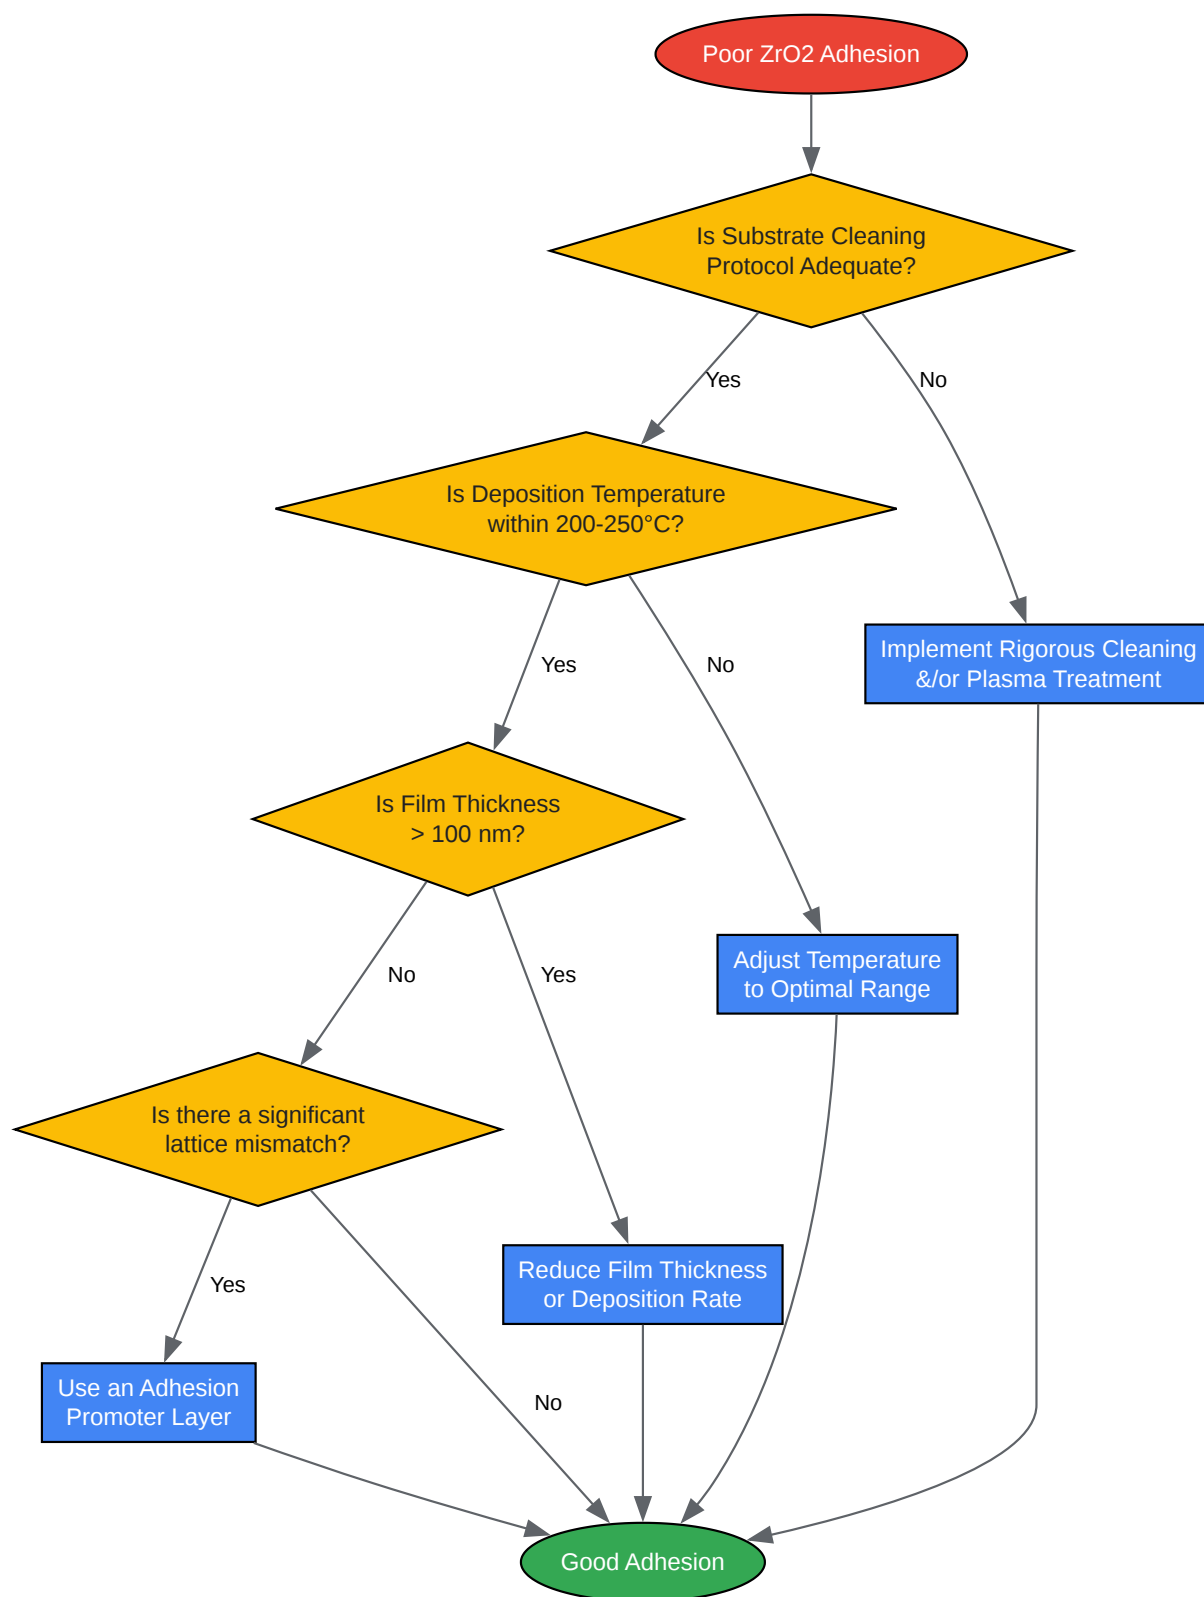 Poor ZrO2 Adhesion
Is Substrate Cleaning
Protocol Adequate?
Yes
No
Is Deposition Temperature
within 200-250°C?
Implement Rigorous Cleaning
&/or Plasma Treatment
Yes
No
Is Film Thickness
> 100 nm?
Adjust Temperature
to Optimal Range
No
Yes
Is there a significant
lattice mismatch?
Reduce Film Thickness
or Deposition Rate
Yes
No
Use an Adhesion
Promoter Layer
Good Adhesion